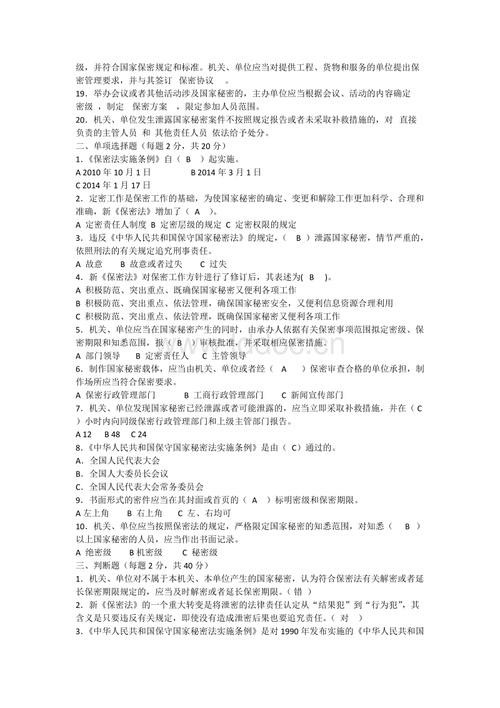 级，并符合国家保密规定和标准。机关、单位应当对提供工程、货物和服务的单位提出保
密管理要求，并与其签订 保密协议 。
19．举办会议或者其他活动涉及国家秘密的，主办单位应当根据会议、活动的内容确定
密级 ，制定 保密方案 ，限定参加人员范围。
20．机关、单位发生泄露国家秘密案件不按照规定报告或者未采取补救措施的，对 直接
负责的主管人员 和 其他责任人员 依法给予处分。
二、单项选择题（每题 2 分，共 20 分）
1．《保密法实施条例》自（ B ）起实施。
A 2010 年 10 月 1 日 B 2014 年 3 月 1 日
C 2014 年 1 月 17 日
2．定密工作是保密工作的基础，为使国家秘密的确定、变更和解除工作更加科学、合理和
准确，新《保密法》增加了（ A ）。
A 定密责任人制度 B 定密层级的规定 C 定密权限的规定
3．违反《中华人民共和国保守国家秘密法》的规定，（ B ）泄露国家秘密，情节严重的，
依照刑法的有关规定追究刑事责任。
A 故意 B 故意或者过失 C 过失
4．新《保密法》对保密工作方针进行了修订后，其表述为( B )。
A 积极防范、突出重点、既确保国家秘密又便利各项工作
B 积极防范、突出重点、依法管理，确保国家秘密安全，又便利信息资源合理利用
C 积极防范、突出重点、依法管理，既确保国家秘密又便利各项工作
5．机关、单位应当在国家秘密产生的同时，由承办人依据有关保密事项范围拟定密级、保
密期限和知悉范围，报（ B ）审核批准，并采取相应保密措施。
A 部门领导 B 定密责任人 C 主管领导
6．制作国家秘密载体，应当由机关、单位或者经（ A ）保密审查合格的单位承担，制
作场所应当符合保密要求。
A 保密行政管理部门 B 工商行政管理部门 C 新闻宣传部门
7．机关、单位发现国家秘密已经泄露或者可能泄露的，应当立即采取补救措施，并在（ C
）小时内向同级保密行政管理部门和上级主管部门报告。
A 12 B 48 C 24
8．《中华人民共和国保守国家秘密法实施条例》是由（ C）通过的。
A．全国人民代表大会
B．全国人大委员长会议
C．全国人民代表大会常务委员会
9．书面形式的密件应当在其封面或者首页的（ A ）标明密级和保密期限。
A左上角 B 右上角 C 左、右均可
10．机关、单位应当按照保密法的规定，严格限定国家秘密的知悉范围，对知悉（ B ）
以上国家秘密的人员，应当作出书面记录。
A 绝密级 B机密级 C 秘密级
三、判断题（每题 2 分，共 40 分）
1．机关、单位对不属于本机关、本单位产生的国家秘密，认为符合保密法有关解密或者延
长保密期限规定的，应当及时解密或者延长保密期限。（ 错 ）
2．新《保密法》的一个重大转变是将泄密的法律责任认定从“结果犯”到“行为犯”，其
含义是只要违反有关规定，即使没有造成泄密后果也要追究责任。（ 对 ）
3．《中华人民共和国保守国家秘密法实施条例》是对 1990 年发布实施的《中华人民共和国